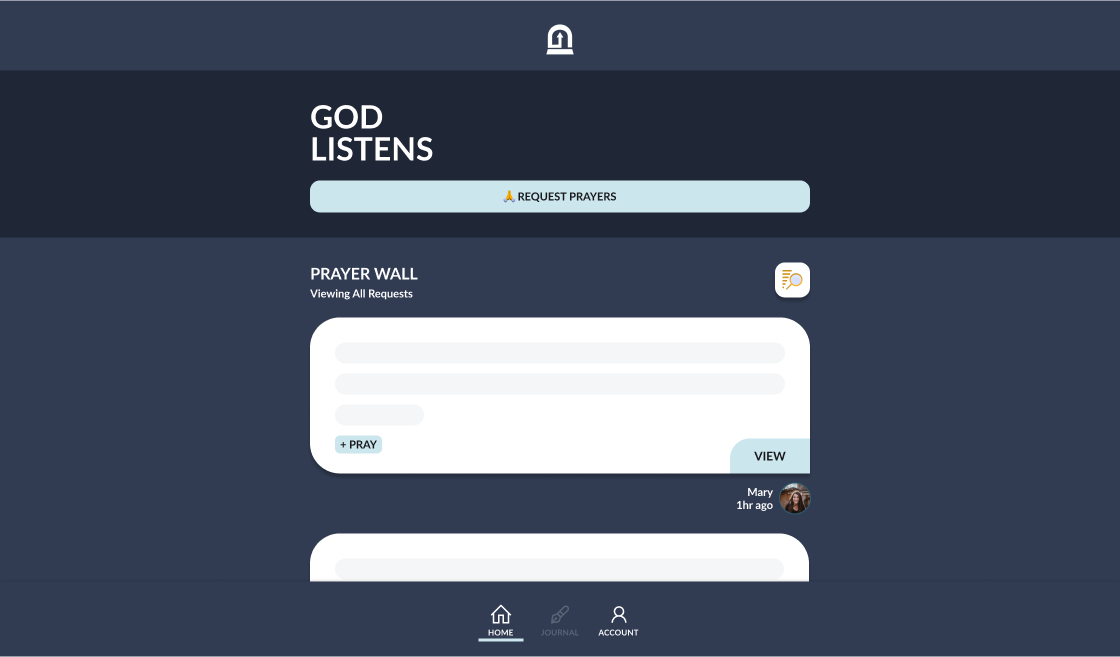 GOD
LISTENS
🙏 REQUEST PRAYERS
PRAYER WALL
Viewing All Requests
+ PRAY
VIEW
Mary
1hr ago
HOME
JOURNAL
ACCOUNT